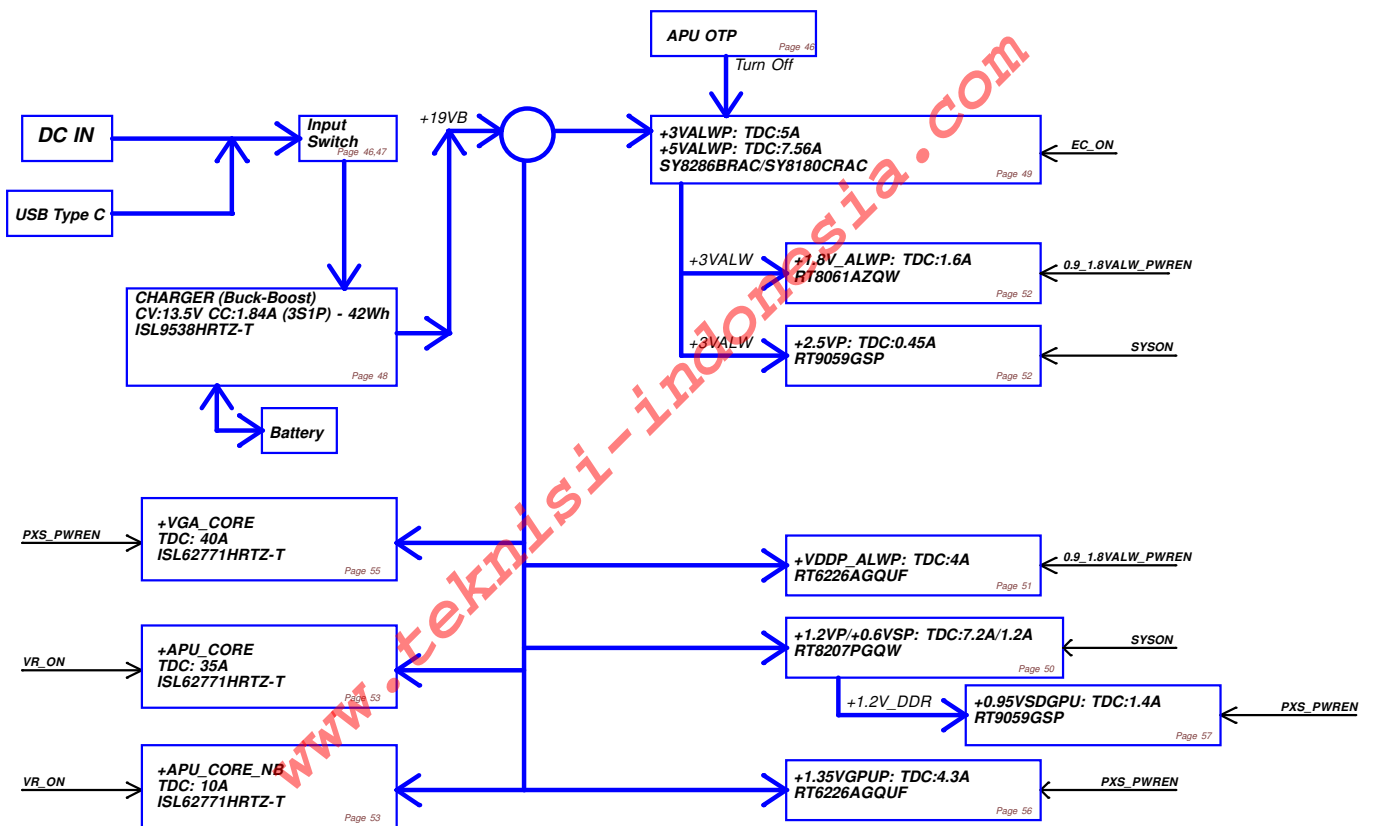 APU OTP
Page 46
Turn Off
DC IN
Input
Switch
Page 46,47
+19VB
+3VALWP: TDC:5A
+5VALWP: TDC:7.56A
SY8286BRAC/SY8180CRAC
Page 49
EC_ON
USB Type C
+3VALW
+1.8V_ALWP: TDC:1.6A
RT8061AZQW
Page 52
0.9_1.8VALW_PWREN
CHARGER (Buck-Boost)
CV:13.5V CC:1.84A (3S1P) - 42Wh
ISL9538HRTZ-T
Page 48
+3VALW
+2.5VP: TDC:0.45A
RT9059GSP
Page 52
SYSON
Battery
PXS_PWREN
+VGA_CORE
TDC: 40A
ISL62771HRTZ-T
Page 55
+VDDP_ALWP: TDC:4A
RT6226AGQUF
Page 51
0.9_1.8VALW_PWREN
VR_ON
+APU_CORE
TDC: 35A
ISL62771HRTZ-T
Page 53
+1.2VP/+0.6VSP: TDC:7.2A/1.2A
RT8207PGQW
Page 50
SYSON
+1.2V_DDR
+0.95VSDGPU: TDC:1.4A
RT9059GSP
Page 57
PXS_PWREN
VR_ON
+APU_CORE_NB
TDC: 10A
ISL62771HRTZ-T
Page 53
+1.35VGPUP: TDC:4.3A
RT6226AGQUF
Page 56
PXS_PWREN
www.teknisi-indonesia.com